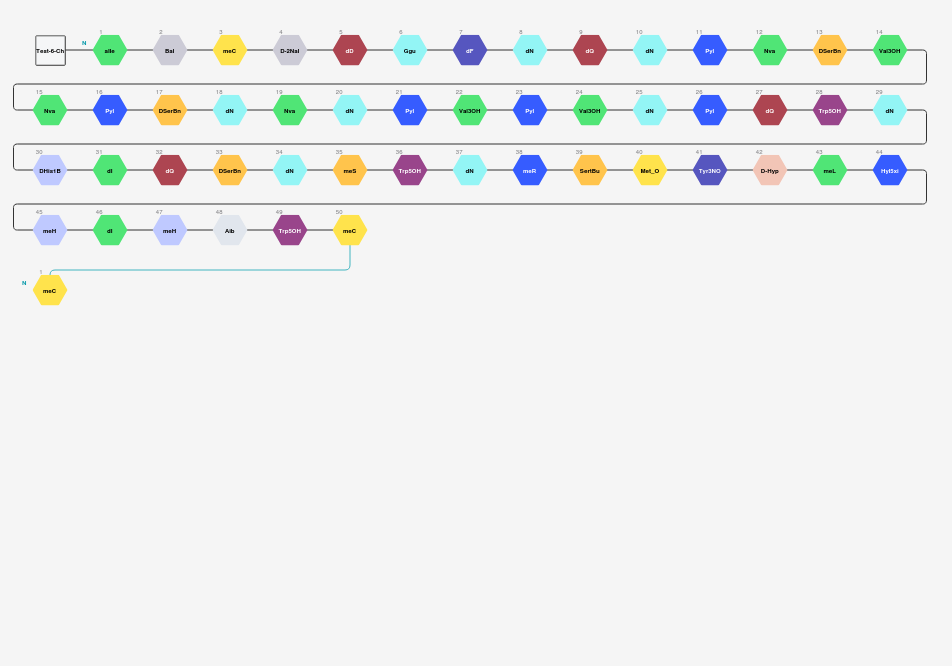 1 2 3 4 5 6 7 8 9 10 11 12 13 14
Test-6-Ch N aIle Bal meC D-2Nal dD Ggu dF dN dG dN Pyl Nva DSerBn Val3OH
15 16 17 18 19 20 21 22 23 24 25 26 27 28 29
Nva Pyl DSerBn dN Nva dN Pyl Val3OH Pyl Val3OH dN Pyl dG Trp5OH dN
30 31 32 33 34 35 36 37 38 39 40 41 42 43 44
dI dG DSerBn dN meS Trp5OH dN meR SertBu Met_O Tyr3NO D-Hyp meL
45 46 47 48 49 50
meH dI meH Aib Trp5OH meC
1
N meC